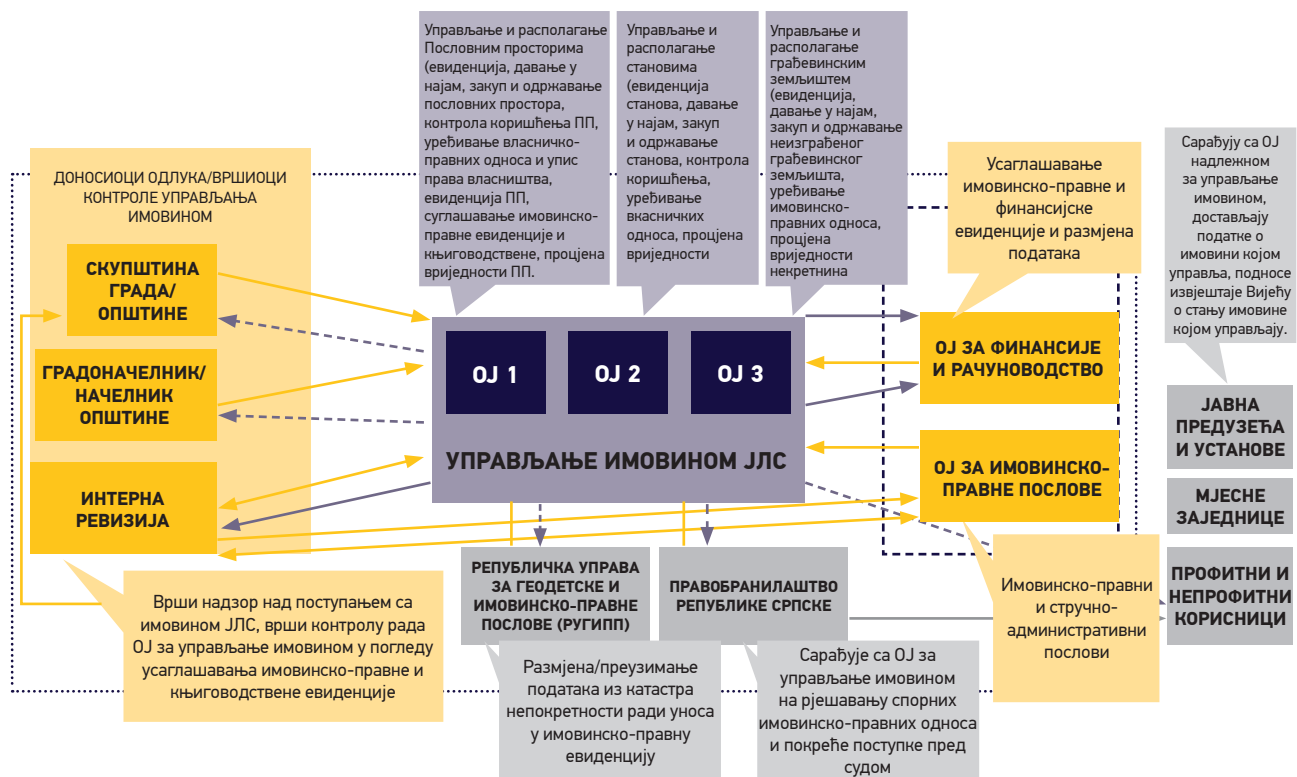 Управљање и располагање
Пословним просторима
(евиденција, давање у
најам, закуп и одржавање
пословних простора,
контрола коришћења ПП,
уређивање власничко-
правних односа и упис
права власништва,
евиденција ПП,
суглашавање имовинско-
правне евиденције и
књиговодствене, процјена
вриједности ПП.
Управљање и
располагање
становима
(евиденција
станова, давање
у најам, закуп
и одржавање
станова, контрола
коришћења,
уређивање
вкасничких
односа, процјена
вриједности
Управљање и
располагање
грађевинским
земљиштем
(евиденција,
давање у најам,
закуп и одржавање
неизграђеног
грађевинског
земљишта,
уређивање
имовинско-
правних односа,
процјена
вриједности
некретнина
Сарађују са ОЈ
надлежном
за управљање
имовином,
достављају
податке о
имовини којом
управља, подносе
извјештаје Вијећу
о стању имовине
којом управљају.
Усаглашавање
имовинско-правне и
финансијске
евиденције и размјена
података
ДОНОСИОЦИ ОДЛУКА/ВРШИОЦИ
КОНТРОЛЕ УПРАВЉАЊА
ИМОВИНОМ
СКУПШТИНА
ГРАДА/
ОПШТИНЕ
ГРАДОНАЧЕЛНИК/
НАЧЕЛНИК
ОПШТИНЕ
ИНТЕРНА
РЕВИЗИЈА
ОЈ 1
ОЈ 2
ОЈ 3
УПРАВЉАЊЕ ИМОВИНОМ ЈЛС
ОЈ ЗА ФИНАНСИЈЕ
И РАЧУНОВОДСТВО
ОЈ ЗА ИМОВИНСКО-
ПРАВНЕ ПОСЛОВЕ
ЈАВНА
ПРЕДУЗЕЋА
И УСТАНОВЕ
МЈЕСНЕ
ЗАЈЕДНИЦЕ
ПРОФИТНИ И
НЕПРОФИТНИ
КОРИСНИЦИ
РЕПУБЛИЧКА УПРАВА
ЗА ГЕОДЕТСКЕ И
ИМОВИНСКО-ПРАВНЕ
ПОСЛОВЕ (РУГИПП)
ПРАВОБРАНИЛАШТВО
РЕПУБЛИКЕ СРПСКЕ
Имовинско-правни
и стручно-
административни
послови
Врши надзор над поступањем са
имовином ЈЛС, врши контролу рада
ОЈ за управљање имовином у погледу
усаглашавања имовинско-правне и
књиговодствене евиденције
Размјена/преузимање
података из катастра
непокретности ради уноса
у имовинско-правну
евиденцију
Сарађује са ОЈ за
управљање имовином
на рјешавању спорних
имовинско-правних односа
и покреће поступке пред
судом